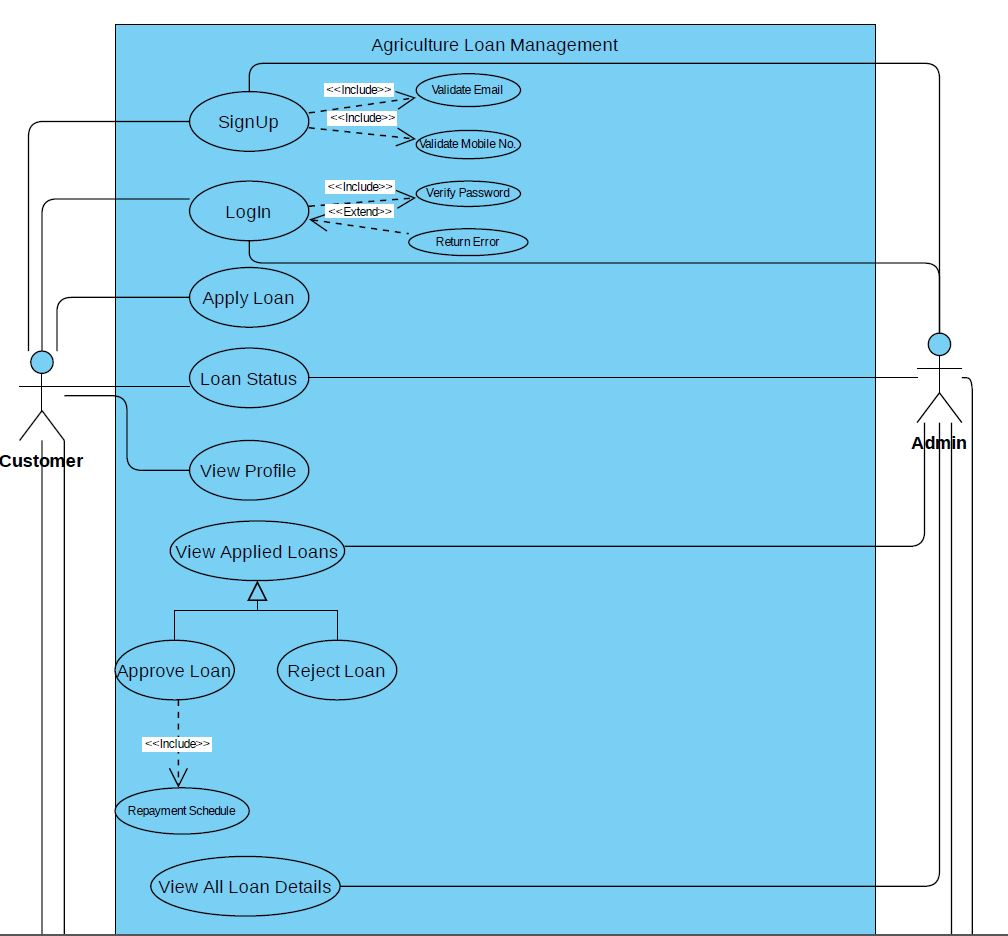 Agriculture Loan Management
<<Include>>
Validate Email
SignUp
<<Include>>
Validate Mobile No.
<<Include>>
Verify Password
LogIn
<<Extend>>
Return Error
Apply Loan
Loan Status
Customer
Admin
View Profile
View Applied Loans
Approve Loan
Reject Loan
<<Include>>
Repayment Schedule
View All Loan Details